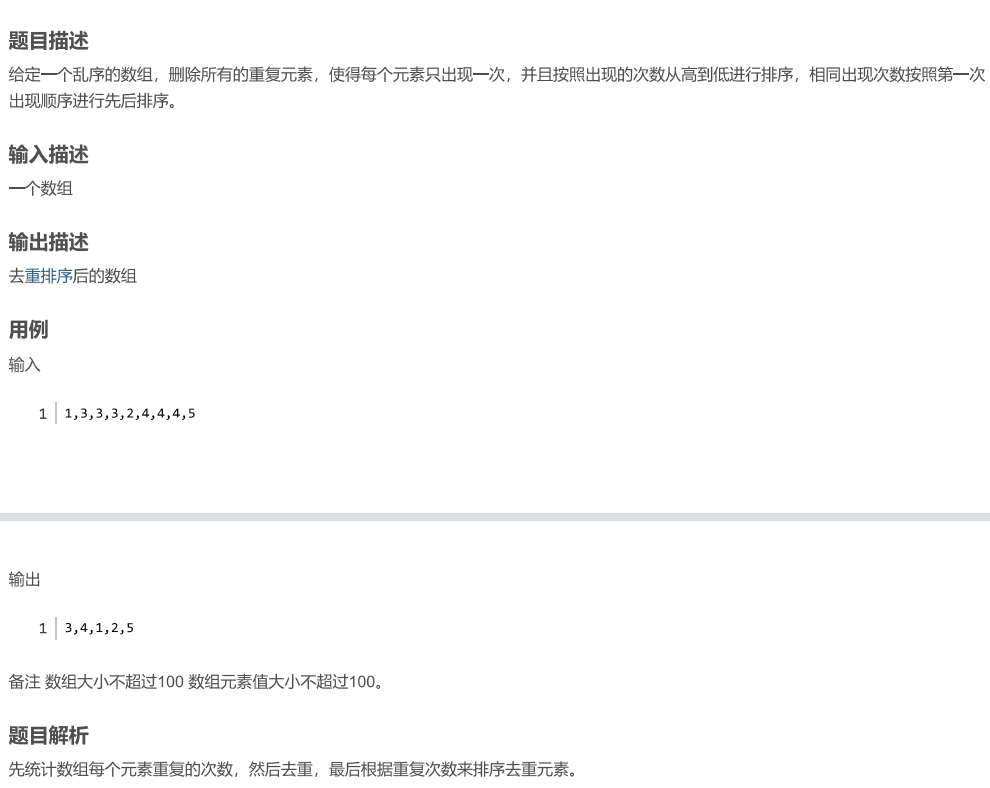 题目描述
给定一个乱序的数组，删除所有的重复元素，使得每个元素只出现一次，并且按照出现的次数从高到低进行排序，相同出现次数按照第一次
出现顺序进行先后排序。
输入描述
一个数组
输出描述
去重排序后的数组
用例
输入
1 1,3,3,3,2,4,4,4,5
输出
1 3,4,1,2,5
备注 数组大小不超过100 数组元素值大小不超过100。
题目解析
先统计数组每个元素重复的次数，然后去重，最后根据重复次数来排序去重元素。